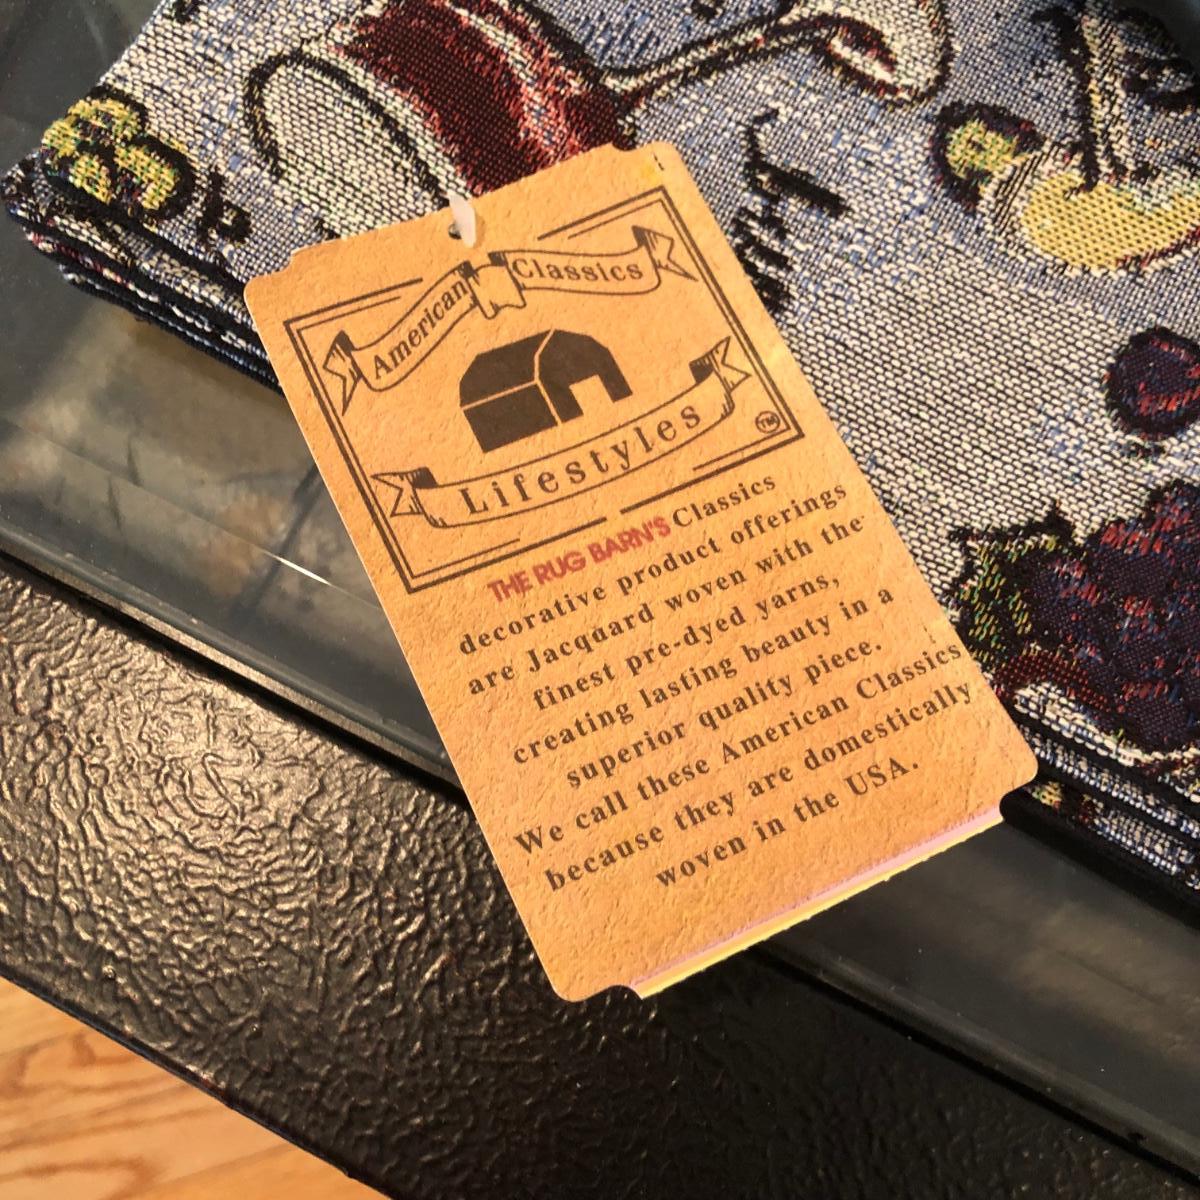 American Classics
Lifestyles
TM
THE RUG BARN'S Classics
decorative product offerings
are Jacquard woven with the
finest pre-dyed yarns,
creating lasting beauty in a
superior quality piece.
We call these American Classics
because they are domestically
woven in the USA.